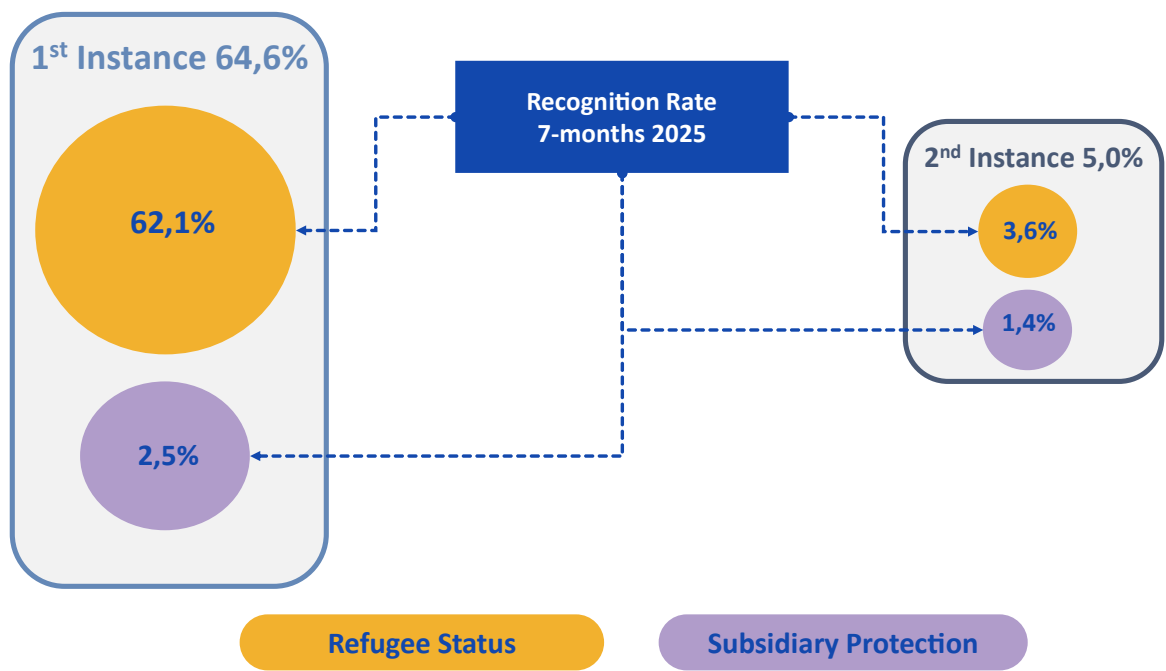 1st Instance 64,6%
62,1%
2,5%
Recognition Rate
7-months 2025
2nd Instance 5,0%
3,6%
1,4%
Refugee Status
Subsidiary Protection